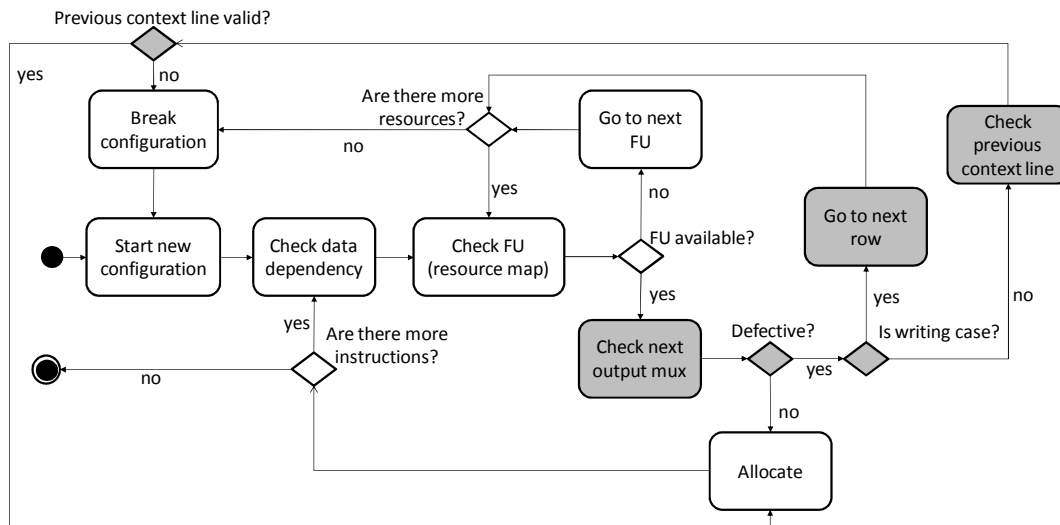 Previous context line valid?
yes
no
Break
configuration
Are there more
resources?
no
Go to next
FU
Check
previous
context line
yes
no
Go to next
row
Start new
configuration
Check data
dependency
Check FU
(resource map)
FU available?
yes
yes
no
yes
Are there more
instructions?
no
Check next
output mux
Defective?
yes
Is writing case?
no
Allocate